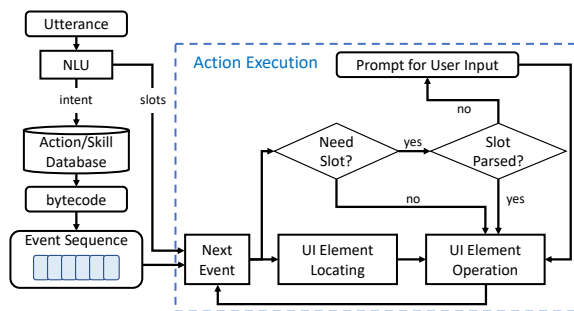 Utterance
NLU
intent
slots
Action/Skill
Database
bytecode
Event Sequence
Action Execution
Prompt for User Input
no
Need
Slot?
yes
Slot
Parsed?
no
yes
Next
Event
UI Element
Locating
UI Element
Operation